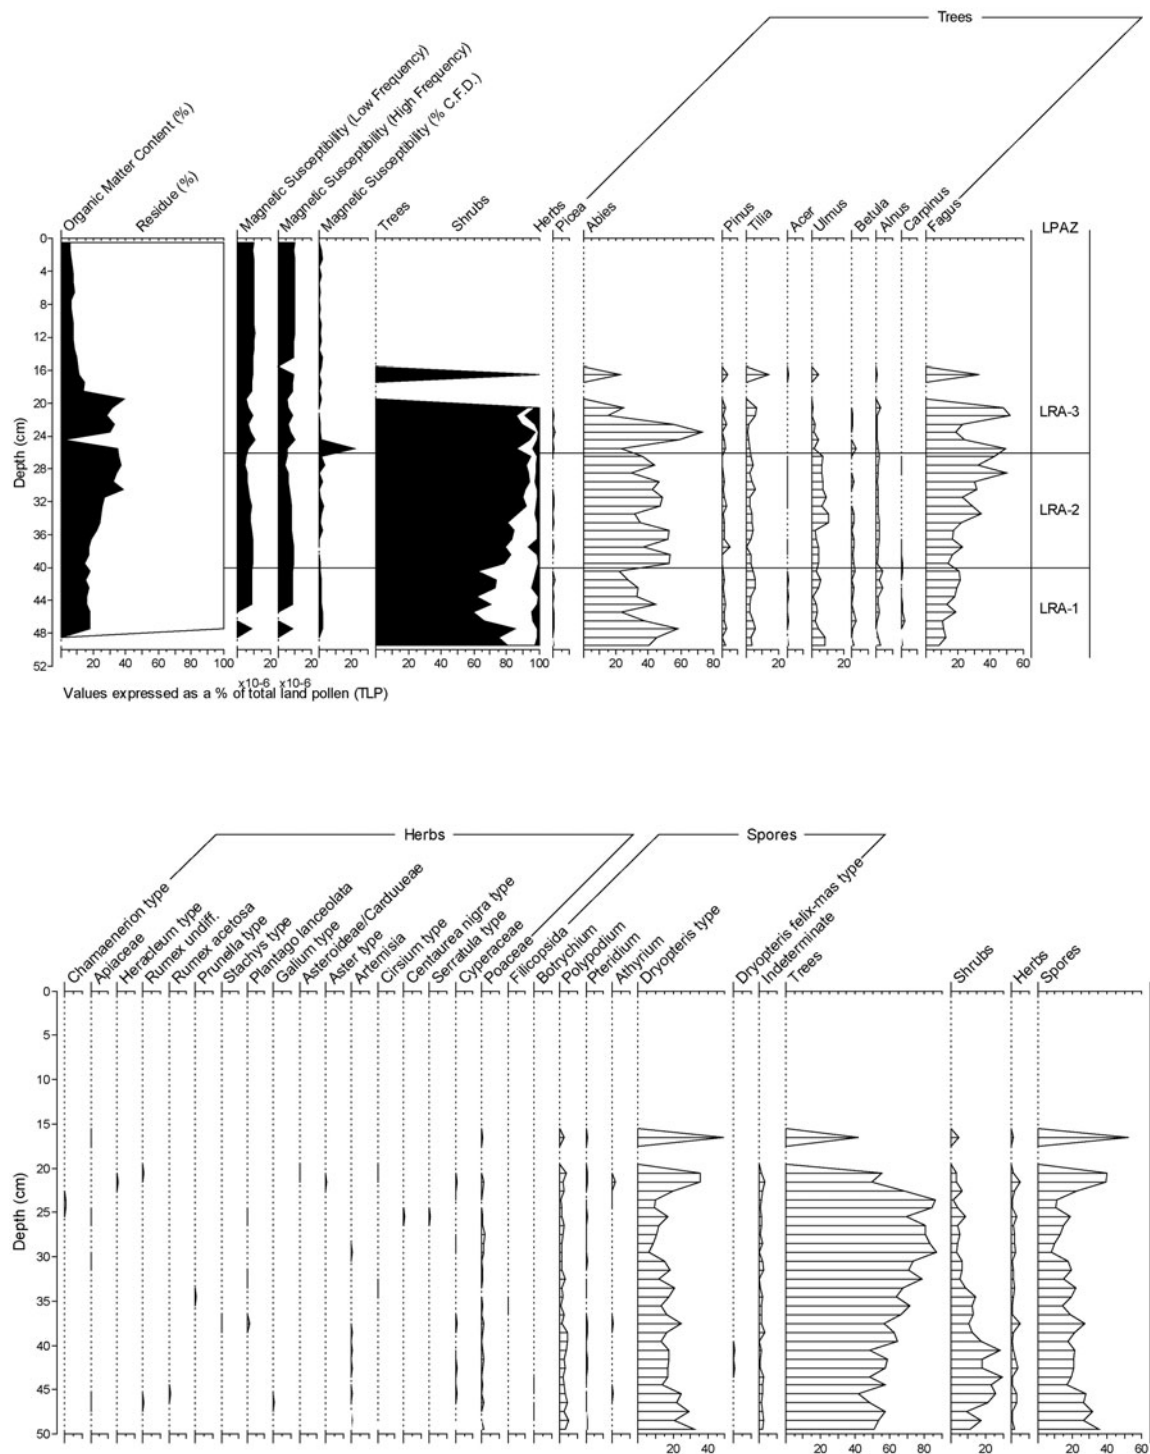 Trees
Organic Matter Content (%)
Residue (%)
Magnetic Susceptibility (Low Frequency)
Magnetic Susceptibility (High Frequency)
Magnetic Susceptibility (% C.F.D.)
Trees
Shrubs
Herbs
Picea
Abies
Pinus
Tilia
Acer
Ulmus
Betula
Alnus
Carpinus
Fagus
LPAZ
0
4
8
12
16
20
24
28
32
36
40
44
48
52
Depth (cm)
LRA-3
LRA-2
LRA-1
20 40 60 80 100 20 20 20 20 40 60 80 100 20 40 60 80 20 20 20 40 60
x10-6 x10-6
Values expressed as a % of total land pollen (TLP)
Herbs
Spores
Chamaenerion type
Apiaceae
Heracleum type
Rumex undiff.
Rumex acetosa
Prunella type
Stachys type
Plantago lanceolata
Galium type
Asteroideae/Carduueae
Aster type
Artemisia
Cirsium type
Centaurea nigra type
Serratula type
Cyperaceae
Poaceae
Filicopsida
Botrychium
Polypodium
Pteridium
Athyrium
Dryopteris type
Dryopteris felix-mas type
Indeterminate
Trees
Shrubs
Herbs
Spores
0
5
10
15
20
25
30
35
40
45
50
Depth (cm)
20 40 20 40 60 80 20 20 40 60